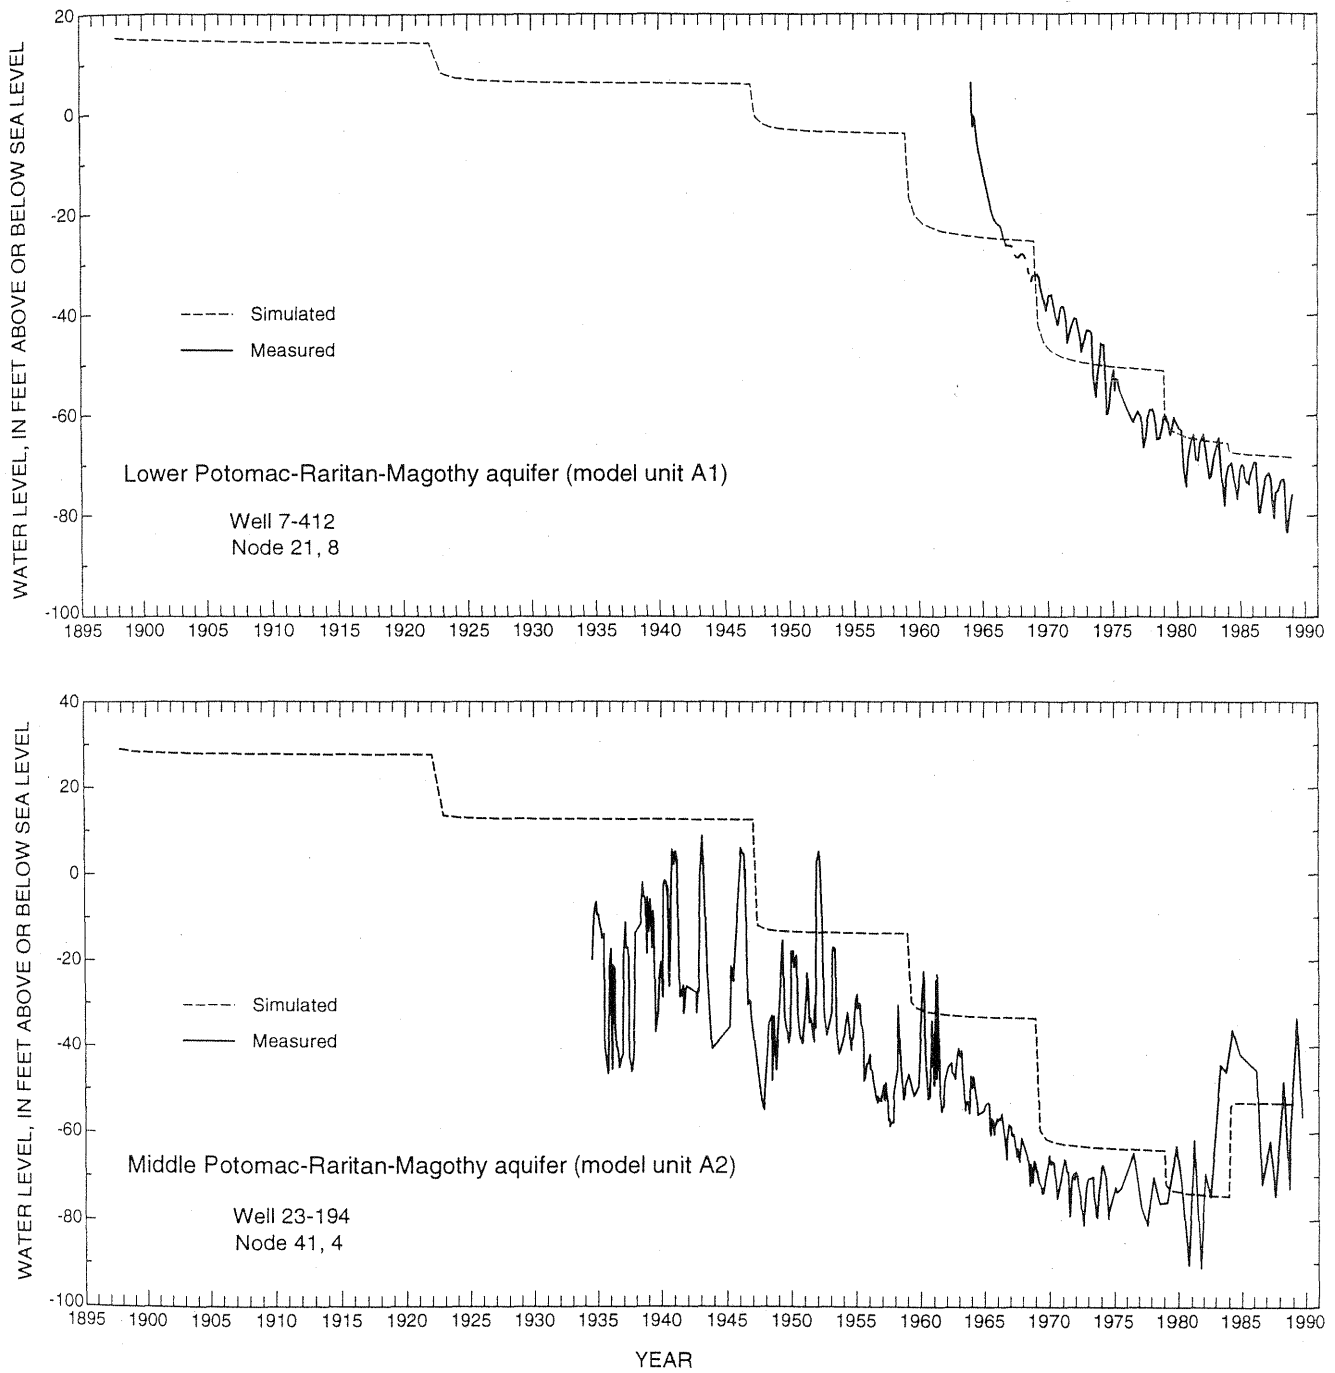 WATER LEVEL, IN FEET ABOVE OR BELOW SEA LEVEL
20
0
-20
-40
-60
-80
-100
Simulated
Measured
Lower Potomac-Raritan-Magothy aquifer (model unit A1)
Well 7-412
Node 21, 8
1895 1900 1905 1910 1915 1920 1925 1930 1935 1940 1945 1950 1955 1960 1965 1970 1975 1980 1985 1990
WATER LEVEL, IN FEET ABOVE OR BELOW SEA LEVEL
40
20
0
-20
-40
-60
-80
-100
Simulated
Measured
Middle Potomac-Raritan-Magothy aquifer (model unit A2)
Well 23-194
Node 41, 4
1895 1900 1905 1910 1915 1920 1925 1930 1935 1940 1945 1950 1955 1960 1965 1970 1975 1980 1985 1990
YEAR